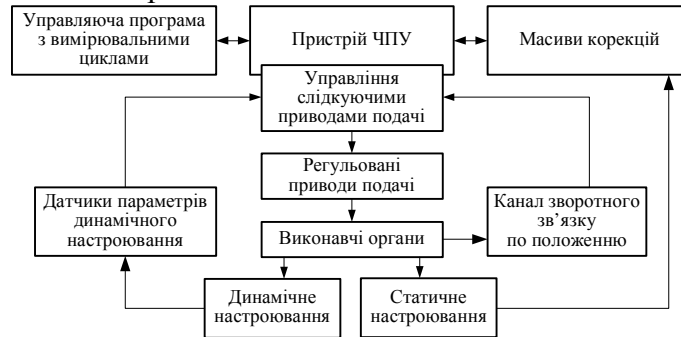 Управляюча програма
з вимірювальними
циклами
Пристрій ЧПУ
Масиви корекцій
Управління
слідкуючими
приводами подачі
Регульовані
приводи подачі
Датчики параметрів
динамічного
настроювання
Канал зворотного
зв’язку
по положенню
Виконавчі органи
Динамічне
настроювання
Статичне
настроювання